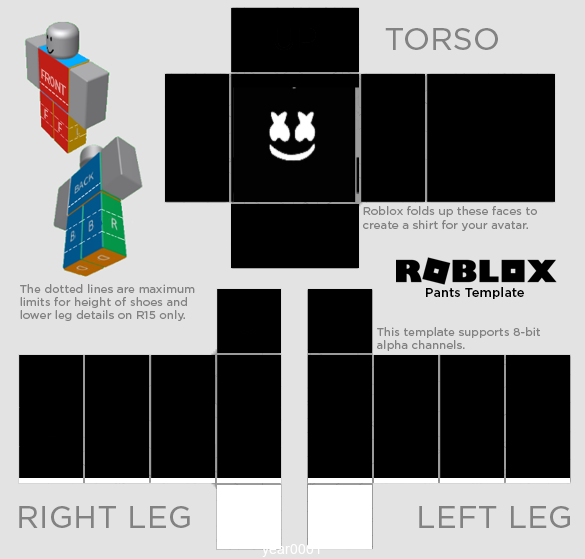 TORSO
FRONT
F F
BACK
B B R
Roblox folds up these faces to
create a shirt for your avatar.
ROBLOX
Pants Template
The dotted lines are maximum
limits for height of shoes and
lower leg details on R15 only.
This template supports 8-bit
alpha channels.
RIGHT LEG
LEFT LEG
year0001